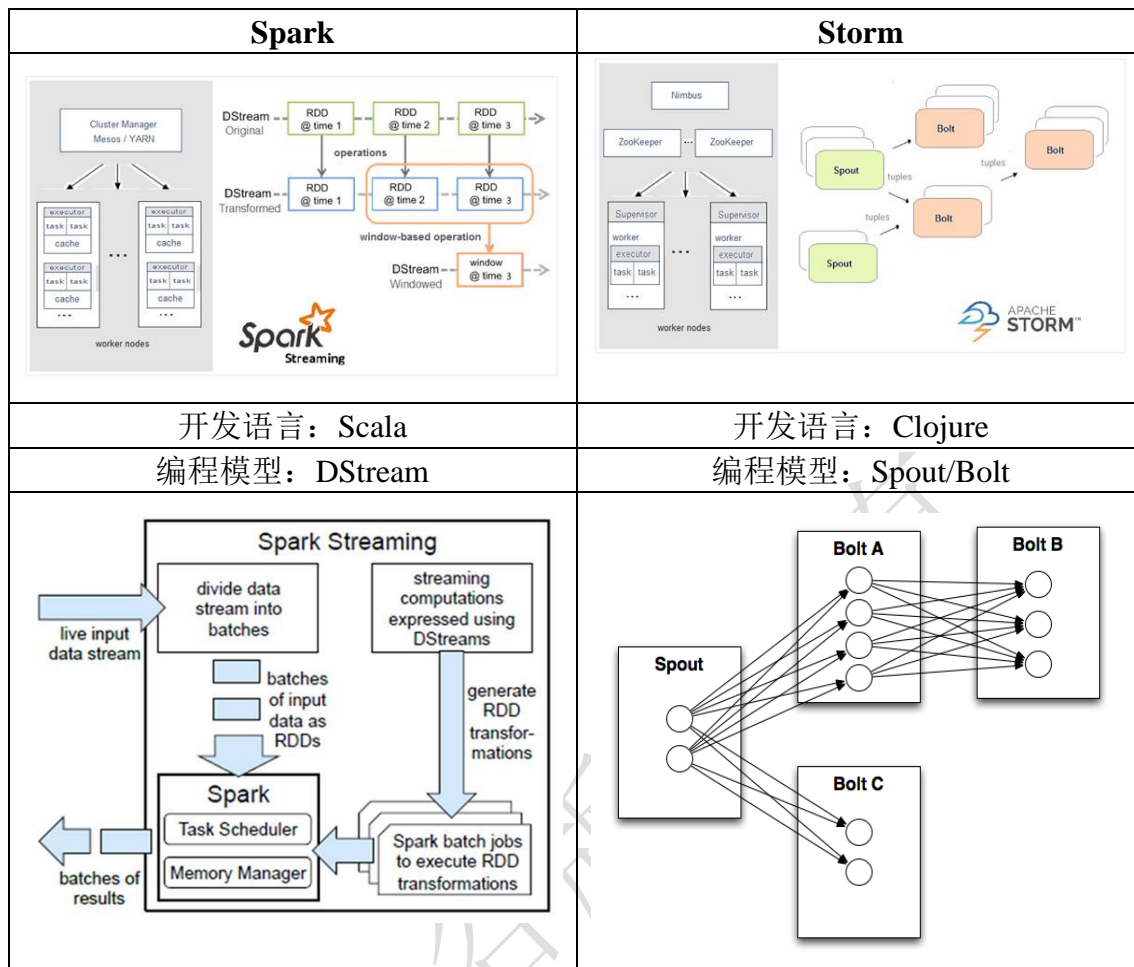 Spark
Storm
Cluster Manager
Mesos / YARN
executor
task task
cache
executor
task task
cache
...
...
executor
task task
cache
executor
task task
cache
...
worker nodes
DStream
Original
RDD
@ time 1
RDD
@ time 2
RDD
@ time 3
operations
DStream
Transformed
RDD
@ time 1
RDD
@ time 2
RDD
@ time 3
window-based operation
DStream
Windowed
window
@ time 3
Spark
Streaming
Nimbus
ZooKeeper
...
ZooKeeper
Supervisor
worker
executor
task task
...
...
Supervisor
worker
executor
task task
...
worker nodes
Spout
Spout
tuples
tuples
tuples
Bolt
Bolt
Bolt
APACHE
STORM™
开发语言：Scala
开发语言：Clojure
编程模型：DStream
编程模型：Spout/Bolt
Spark Streaming
live input
data stream
divide data
stream into
batches
streaming
computations
expressed using
DStreams
batches
of input
data as
RDDs
generate
RDD
transfor-
mations
Spark
Task Scheduler
Memory Manager
Spark batch jobs
to execute RDD
transformations
batches of
results
Spout
Bolt A
Bolt B
Bolt C